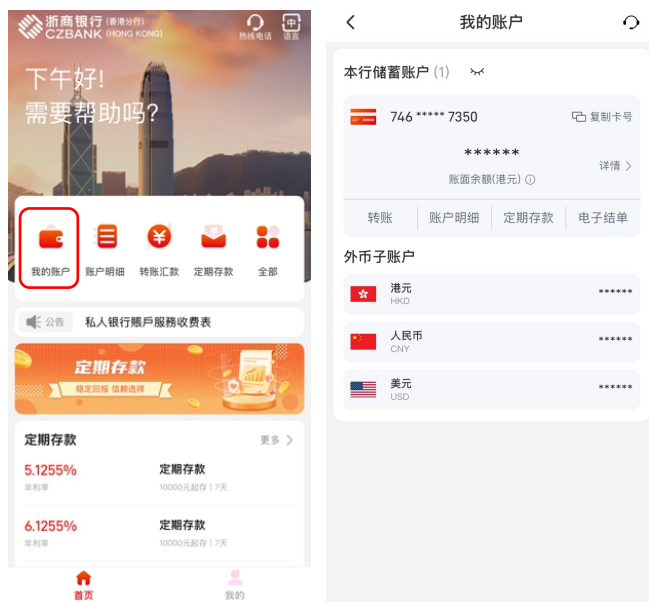 浙商银行 (香港分行)
CZBANK (HONG KONG)
热线电话
中
语言
下午好!
需要帮助吗?
我的账户
账户明细
转账汇款
定期存款
全部
公告
私人银行賬戶服務收费表
定期存款
稳定回报 信赖选择
定期存款
更多 >
5.1255%
定期存款
年利率
10000元起存 | 7天
6.1255%
定期存款
年利率
10000元起存 | 7天
首页
我的
我的账户
本行储蓄账户 (1)
746 ***** 7350
复制卡号
******
账面余额(港元)
详情 >
转账
账户明细
定期存款
电子结单
外币子账户
港元
HKD
******
人民币
CNY
******
美元
USD
******